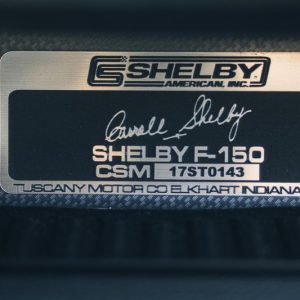 SHELBY
AMERICAN, INC.
Carroll Shelby
SHELBY F-150
CSM 17ST0143
TUSCANY MOTOR CO ELKHART INDIANA